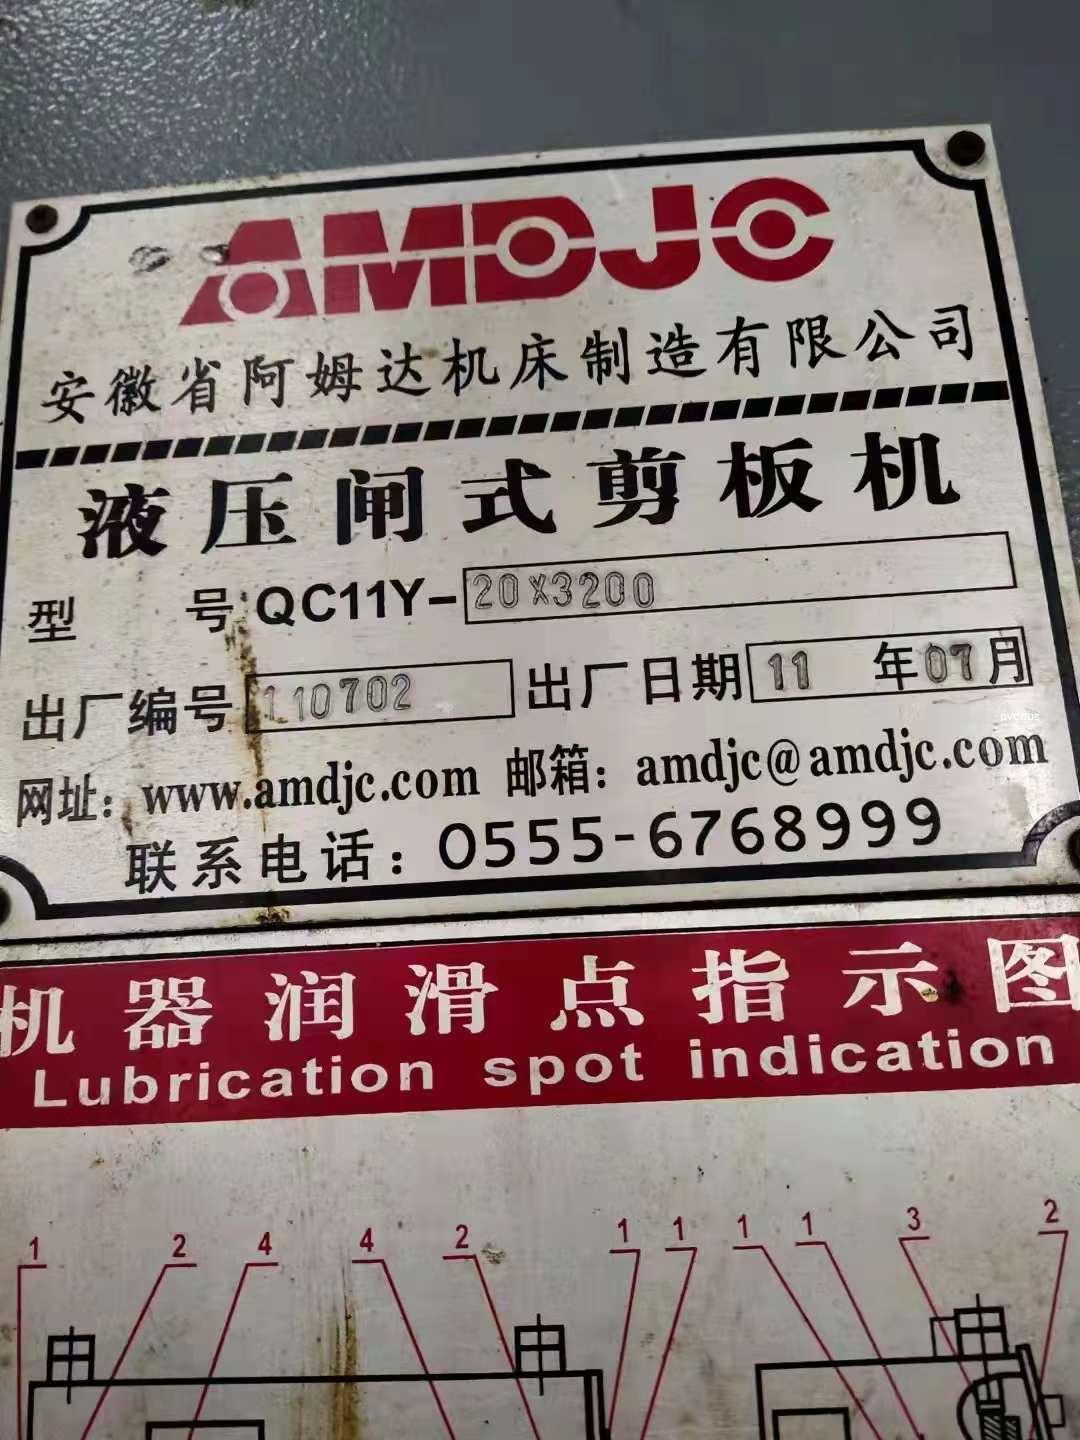 AMDJC
安徽省阿姆达机床制造有限公司
液压闸式剪板机
型 号:QC11Y-20X3200
出厂编号 110702 出厂日期 11 年07月
网址：www.amdjc.com 邮箱：amdjc@amdjc.com
联系电话：0555-6768999
机器润滑点指示图
Lubrication spot indication
1 2 4 4 2 1 1 1 1 3 2